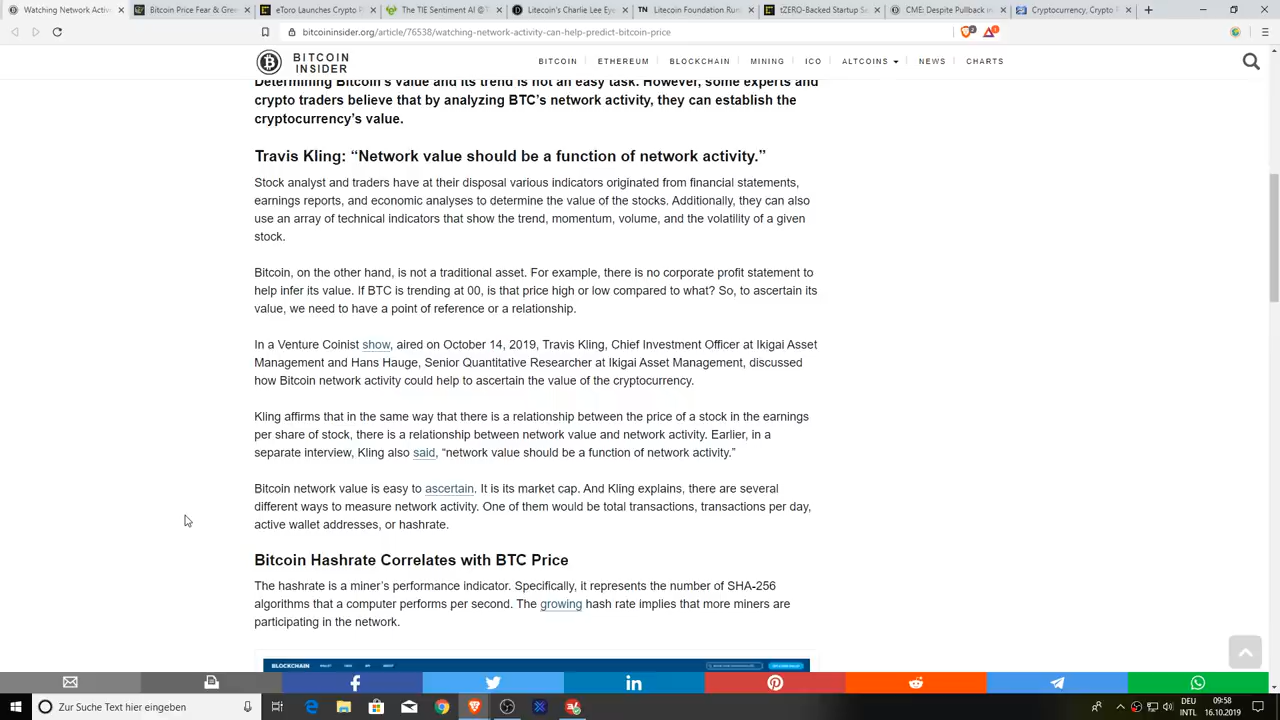 Watching Network Activ
Bitcoin Price Fear & Gree
eToro Launches Crypto P
The TIE Sentiment AI @T
Litecoin's Charlie Lee Eye
Litecoin Foundation Runs
tZERO-Backed Startup Se
CME: Despite Pullback in
Cryptocurrency, Crypto F
bitcoininsider.org/article/76538/watching-network-activity-can-help-predict-bitcoin-price
BITCOIN
INSIDER
BITCOIN
ETHEREUM
BLOCKCHAIN
MINING
ICO
ALTCOINS
NEWS
CHARTS
Determining Bitcoin's value and its trend is not an easy task. However, some experts and
crypto traders believe that by analyzing BTC's network activity, they can establish the
cryptocurrency's value.
Travis Kling: “Network value should be a function of network activity.”
Stock analyst and traders have at their disposal various indicators originated from financial statements,
earnings reports, and economic analyses to determine the value of the stocks. Additionally, they can also
use an array of technical indicators that show the trend, momentum, volume, and the volatility of a given
stock.
Bitcoin, on the other hand, is not a traditional asset. For example, there is no corporate profit statement to
help infer its value. If BTC is trending at 00, is that price high or low compared to what? So, to ascertain its
value, we need to have a point of reference or a relationship.
In a Venture Coinist show, aired on October 14, 2019, Travis Kling, Chief Investment Officer at Ikigai Asset
Management and Hans Hauge, Senior Quantitative Researcher at Ikigai Asset Management, discussed
how Bitcoin network activity could help to ascertain the value of the cryptocurrency.
Kling affirms that in the same way that there is a relationship between the price of a stock in the earnings
per share of stock, there is a relationship between network value and network activity. Earlier, in a
separate interview, Kling also said, “network value should be a function of network activity.”
Bitcoin network value is easy to ascertain. It is its market cap. And Kling explains, there are several
different ways to measure network activity. One of them would be total transactions, transactions per day,
active wallet addresses, or hashrate.
Bitcoin Hashrate Correlates with BTC Price
The hashrate is a miner's performance indicator. Specifically, it represents the number of SHA-256
algorithms that a computer performs per second. The growing hash rate implies that more miners are
participating in the network.
BLOCKCHAIN
Zur Suche Text hier eingeben
DEU
INTL
09:58
16.10.2019